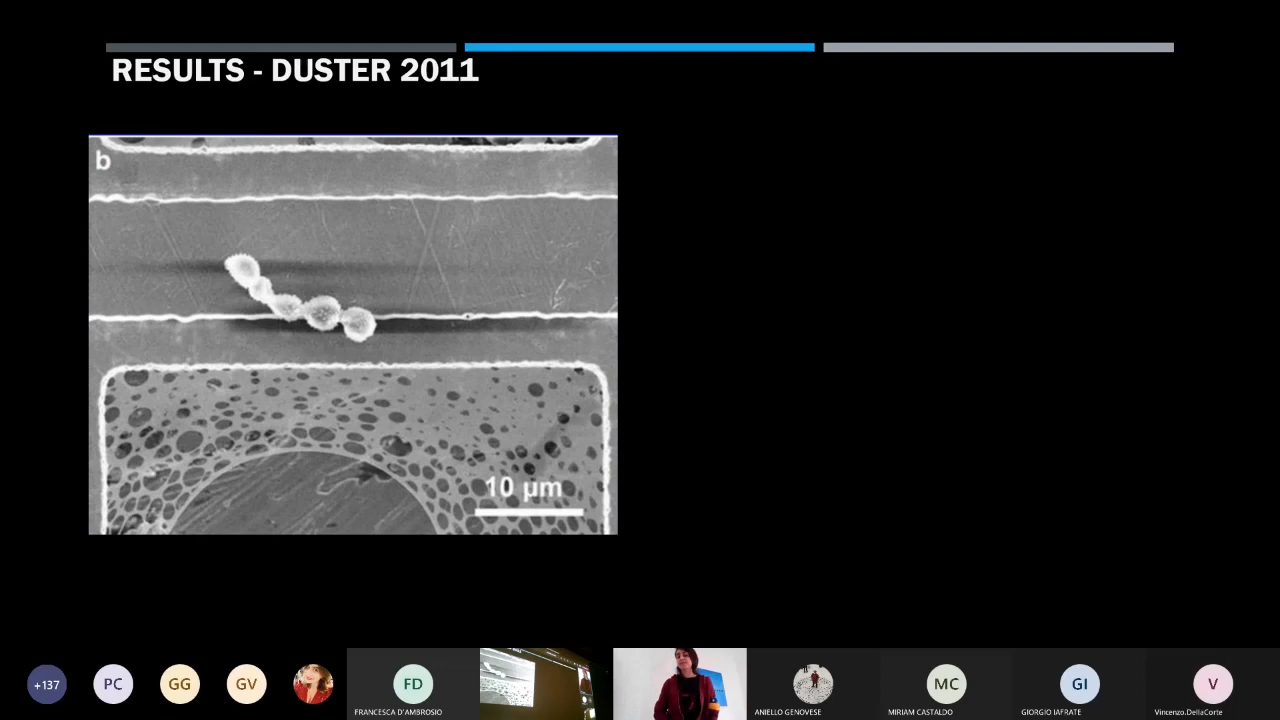 RESULTS - DUSTER 2011
b
10 µm
+137
PC
GG
GV
FD
FRANCESCA D'AMBROSIO
ANIELLO GENOVESE
MC
MIRIAM CASTALDO
GI
GIORGIO IAFRATE
V
Vincenzo.DellaCorte